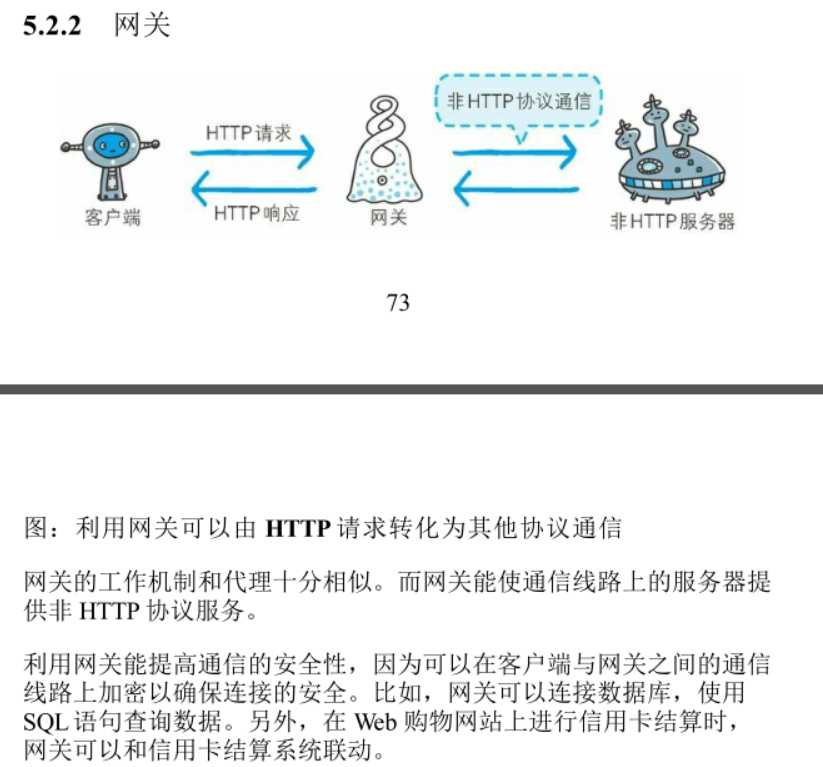 5.2.2 网关
非HTTP协议通信
HTTP请求
HTTP响应
客户端
网关
非HTTP服务器
73
图：利用网关可以由 HTTP 请求转化为其他协议通信
网关的工作机制和代理十分相似。而网关能使通信线路上的服务器提
供非 HTTP 协议服务。
利用网关能提高通信的安全性，因为可以在客户端与网关之间的通信
线路上加密以确保连接的安全。比如，网关可以连接数据库，使用
SQL 语句查询数据。另外，在 Web 购物网站上进行信用卡结算时，
网关可以和信用卡结算系统联动。